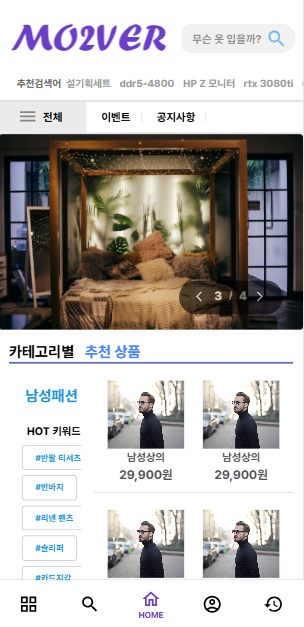 MO2VER
무슨 옷 입을까?
추천검색어 설기획세트 ddr5-4800 HP Z 모니터 rtx 3080ti
전체 이벤트 공지사항
3 / 4
카테고리별 추천 상품
남성패션
HOT 키워드
#반팔 티셔츠
#반바지
#리넨 팬츠
#슬리퍼
#카드지갑
남성상의
29,900원
남성상의
29,900원
HOME